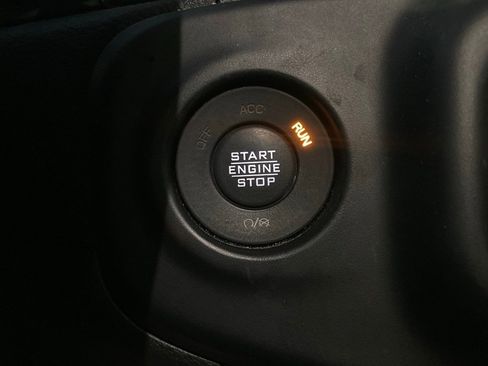 ACC
OFF
RUN
START
ENGINE
STOP